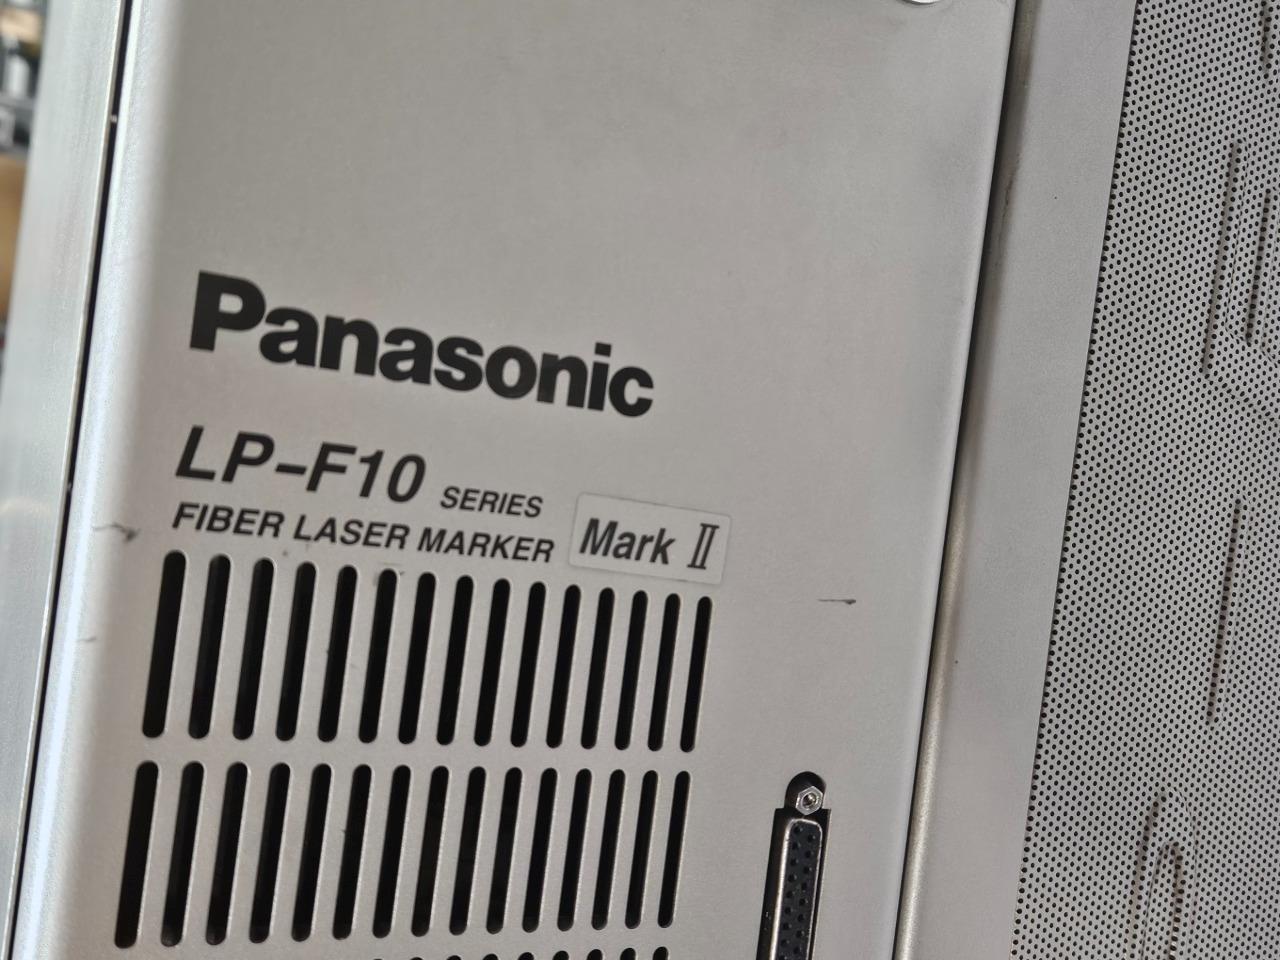 Panasonic
LP-F10 SERIES
FIBER LASER MARKER Mark II